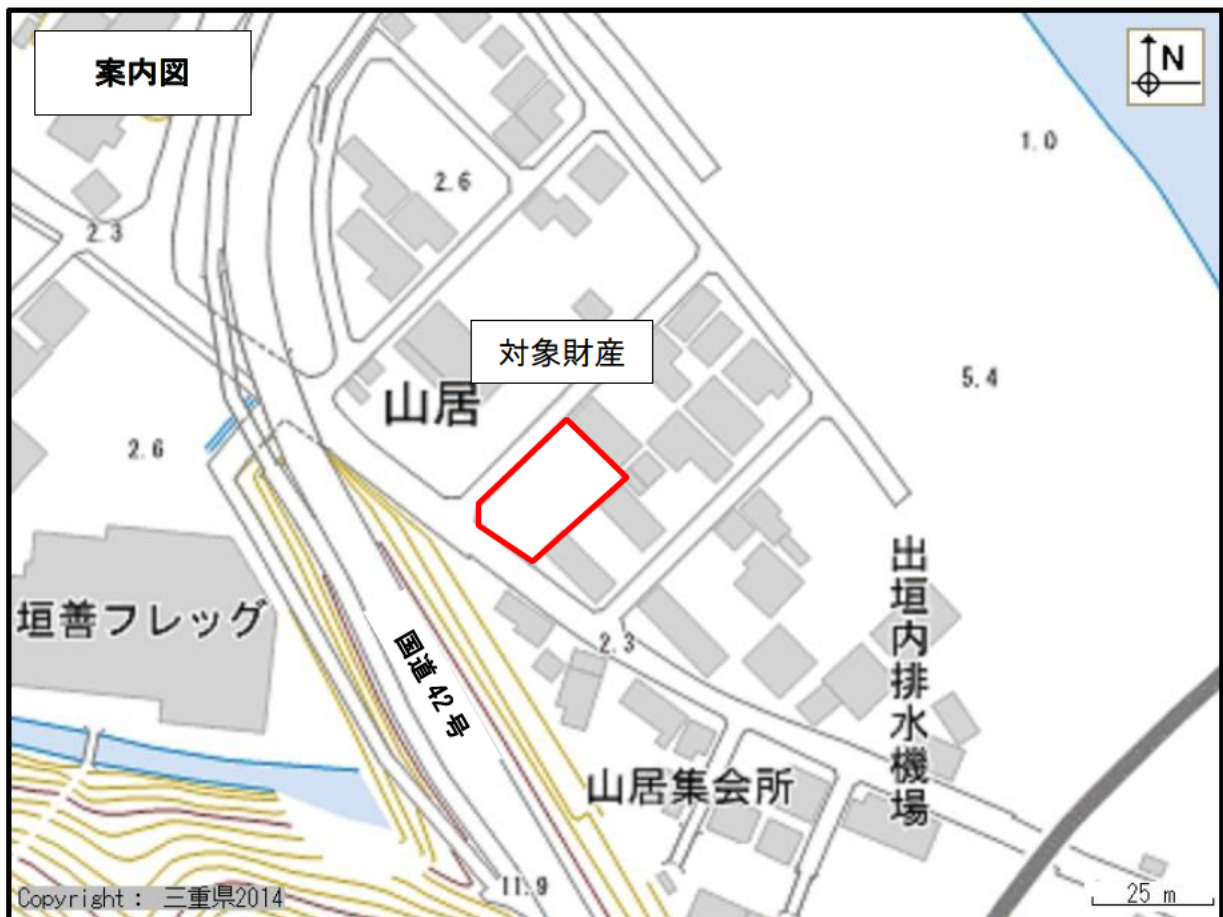 案内図
N
1.0
2.6
2.3
対象財産
5.4
山居
2.6
出垣内排水機場
垣善フレッグ
国道42号
2.3
山居集会所
11.9
Copyright : 三重県2014
25 m